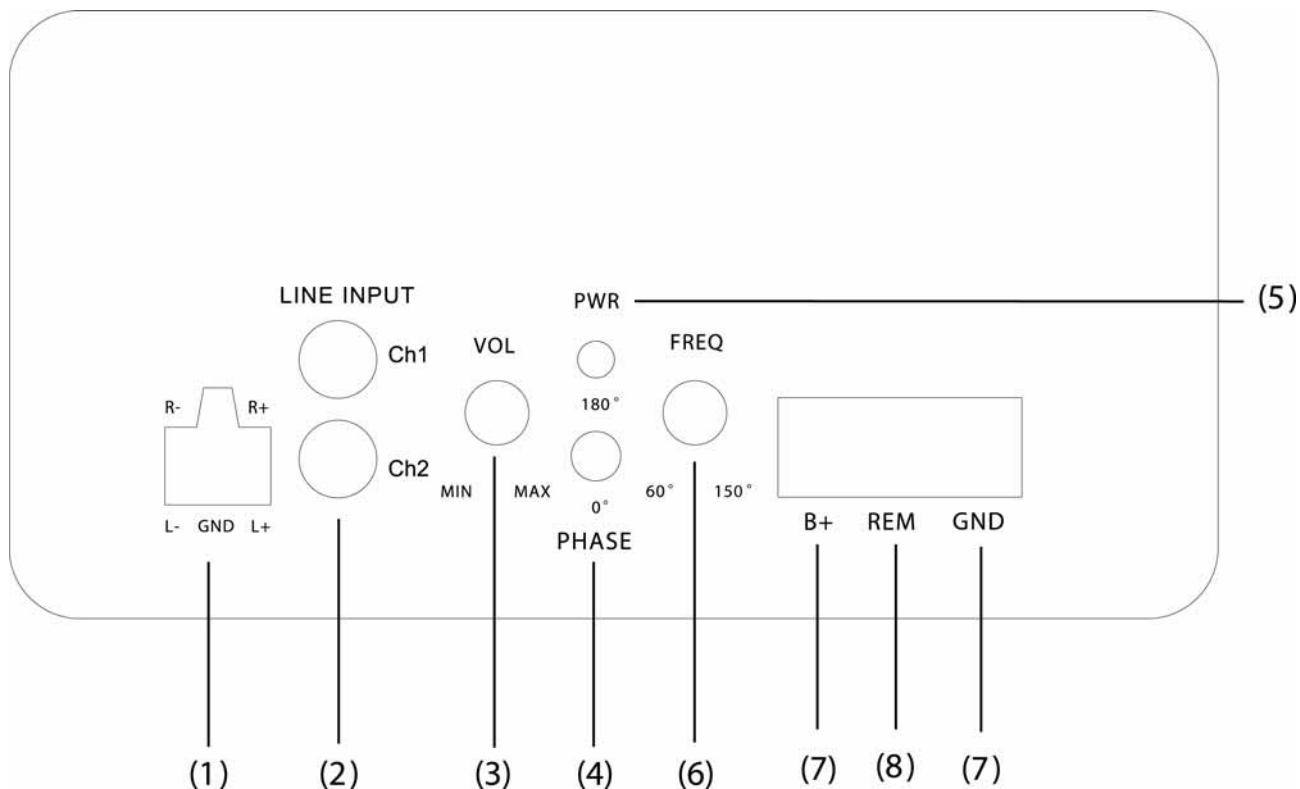 LINE INPUT
PWR
(5)
Ch1
VOL
FREQ
R- R+
180°
Ch2
MIN MAX
60° 150°
0°
L- GND L+
B+ REM GND
PHASE
(1) (2) (3) (4) (6) (7) (8) (7)